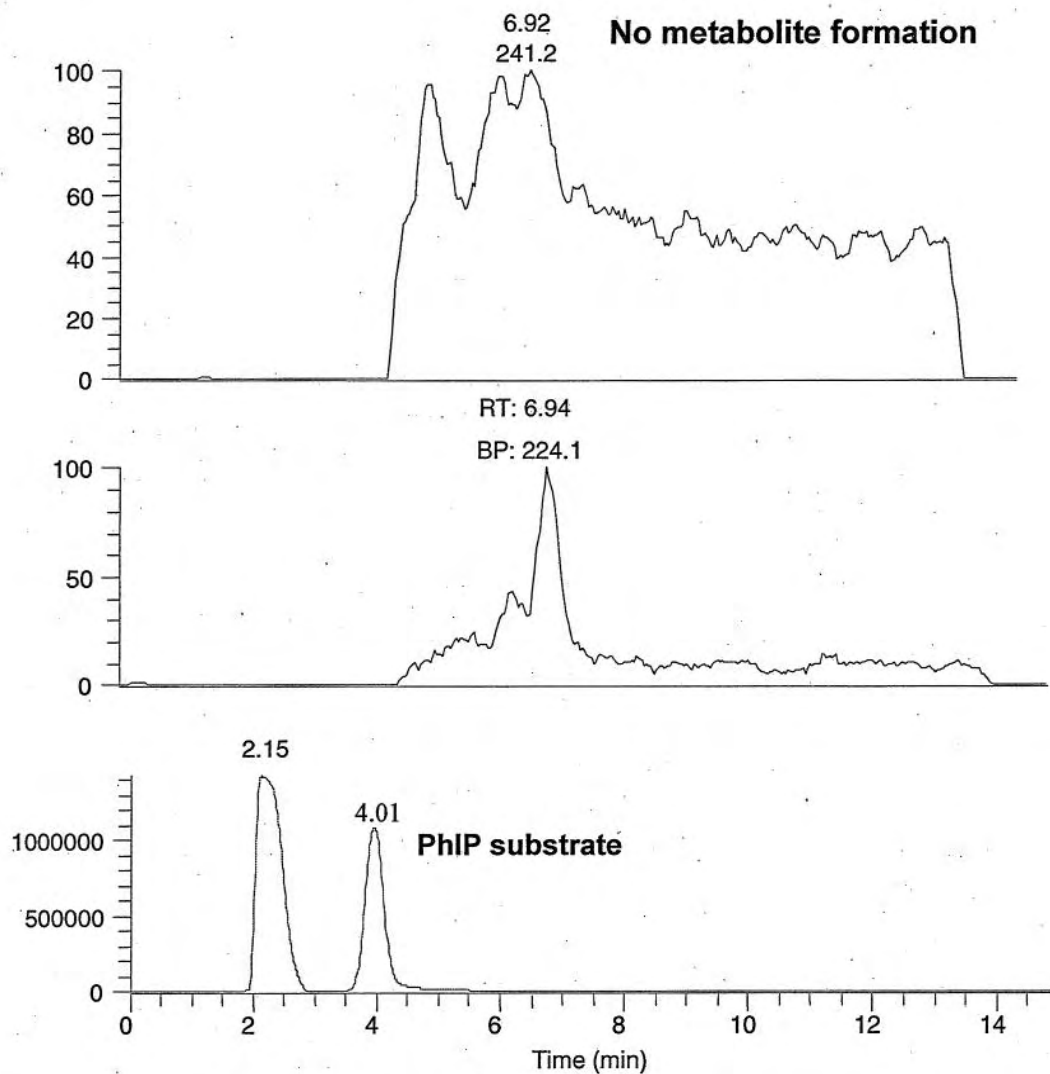 6.92
241.2
No metabolite formation
100
80
60
40
20
0
RT: 6.94
BP: 224.1
100
50
0
2.15
4.01
PhIP substrate
1000000
500000
0
0 2 4 6 8 10 12 14
Time (min)